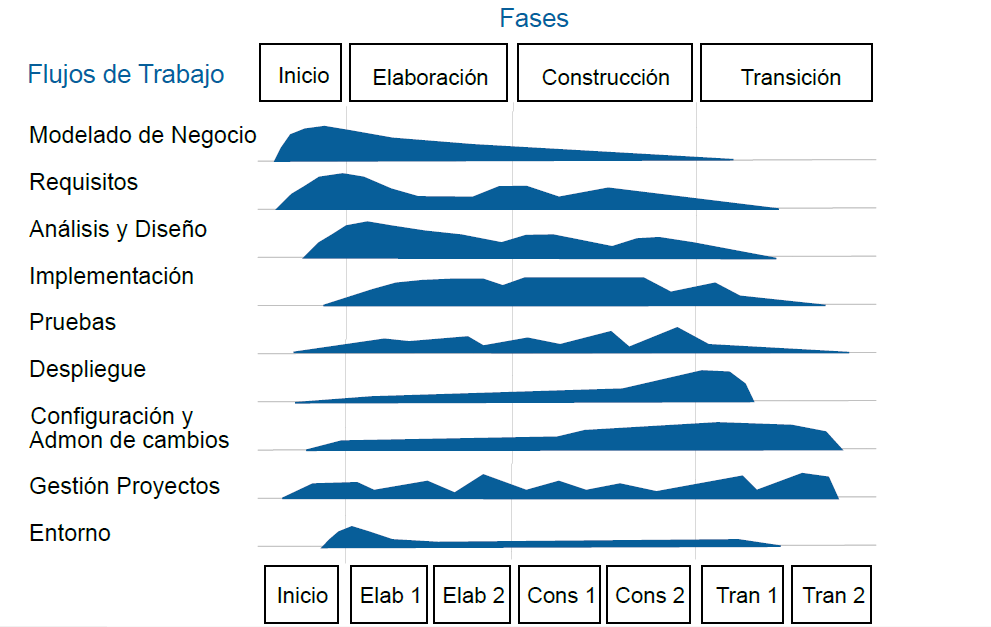 Fases
Flujos de Trabajo
Inicio
Elaboración
Construcción
Transición
Modelado de Negocio
Requisitos
Análisis y Diseño
Implementación
Pruebas
Despliegue
Configuración y
Admon de cambios
Gestión Proyectos
Entorno
Inicio
Elab 1
Elab 2
Cons 1
Cons 2
Tran 1
Tran 2